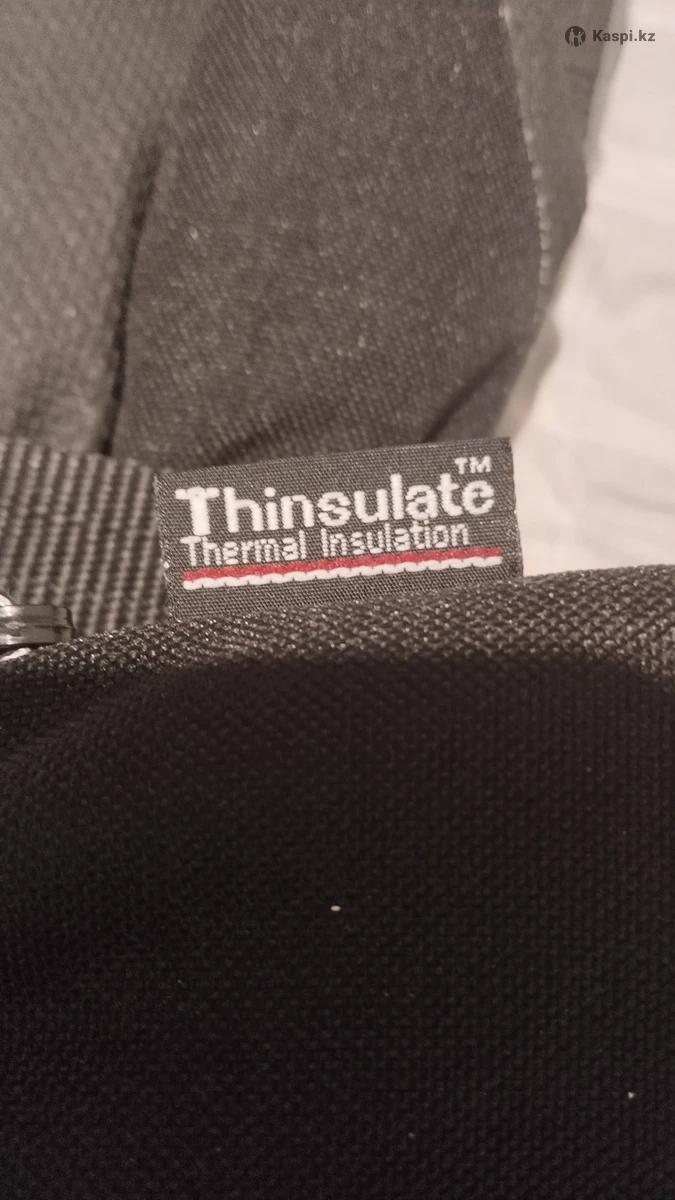 Kaspi.kz
Thinsulate™
Thermal Insulation